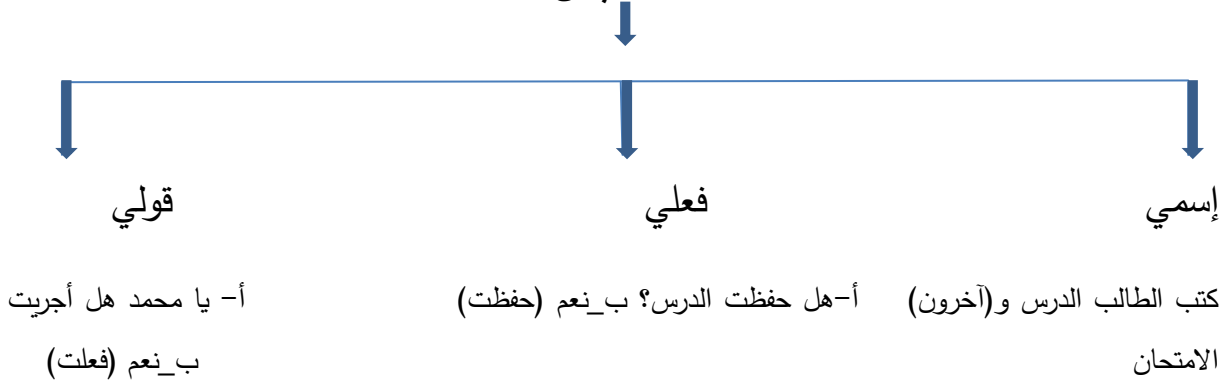 إسمي
فعلي
قولي
كتب الطالب الدرس و(آخرون)
أ-هل حفظت الدرس؟ ب_نعم (حفظت)
أ- يا محمد هل أجريت
الامتحان
ب_نعم (فعلت)